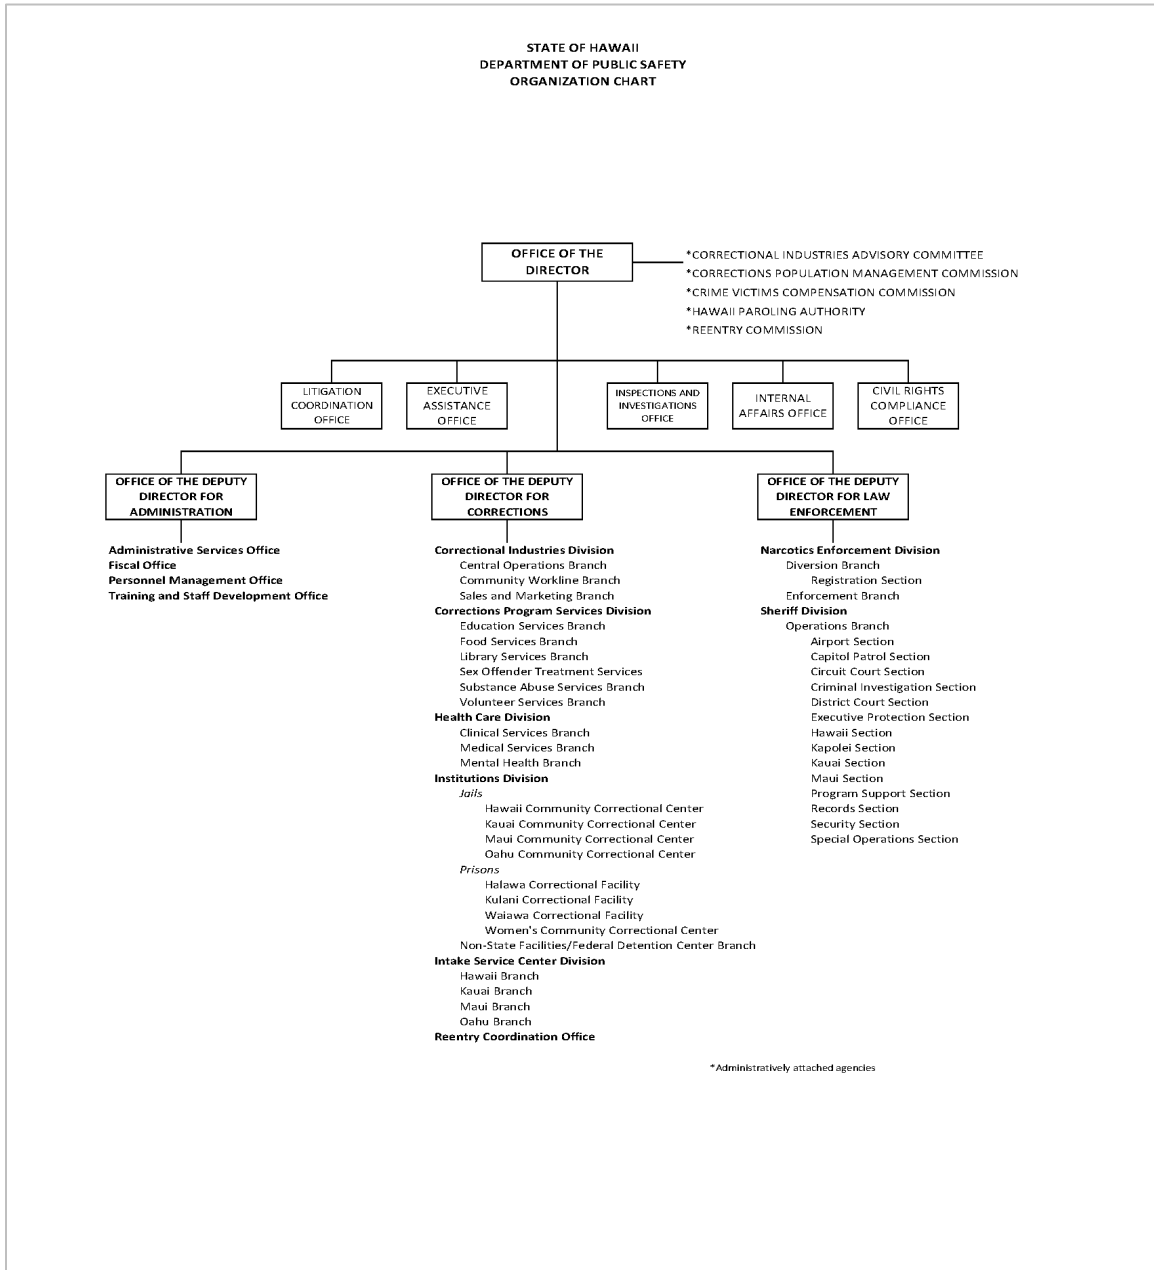 STATE OF HAWAII
DEPARTMENT OF PUBLIC SAFETY
ORGANIZATION CHART
OFFICE OF THE
DIRECTOR
*CORRECTIONAL INDUSTRIES ADVISORY COMMITTEE
*CORRECTIONS POPULATION MANAGEMENT COMMISSION
*CRIME VICTIMS COMPENSATION COMMISSION
*HAWAII PAROLING AUTHORITY
*REENTRY COMMISSION
LITIGATION
COORDINATION
OFFICE
EXECUTIVE
ASSISTANCE
OFFICE
INSPECTIONS AND
INVESTIGATIONS
OFFICE
INTERNAL
AFFAIRS OFFICE
CIVIL RIGHTS
COMPLIANCE
OFFICE
OFFICE OF THE DEPUTY
DIRECTOR FOR
ADMINISTRATION
Administrative Services Office
Fiscal Office
Personnel Management Office
Training and Staff Development Office
OFFICE OF THE DEPUTY
DIRECTOR FOR
CORRECTIONS
Correctional Industries Division
Central Operations Branch
Community Workline Branch
Sales and Marketing Branch
Corrections Program Services Division
Education Services Branch
Food Services Branch
Library Services Branch
Sex Offender Treatment Services
Substance Abuse Services Branch
Volunteer Services Branch
Health Care Division
Clinical Services Branch
Medical Services Branch
Mental Health Branch
Institutions Division
Jails
Hawaii Community Correctional Center
Kauai Community Correctional Center
Maui Community Correctional Center
Oahu Community Correctional Center
Prisons
Halawa Correctional Facility
Kulani Correctional Facility
Waiawa Correctional Facility
Women's Community Correctional Center
Non-State Facilities/Federal Detention Center Branch
Intake Service Center Division
Hawaii Branch
Kauai Branch
Maui Branch
Oahu Branch
Reentry Coordination Office
OFFICE OF THE DEPUTY
DIRECTOR FOR LAW
ENFORCEMENT
Narcotics Enforcement Division
Diversion Branch
Registration Section
Enforcement Branch
Sheriff Division
Operations Branch
Airport Section
Capitol Patrol Section
Circuit Court Section
Criminal Investigation Section
District Court Section
Executive Protection Section
Hawaii Section
Kapolei Section
Kauai Section
Maui Section
Program Support Section
Records Section
Security Section
Special Operations Section
*Administratively attached agencies